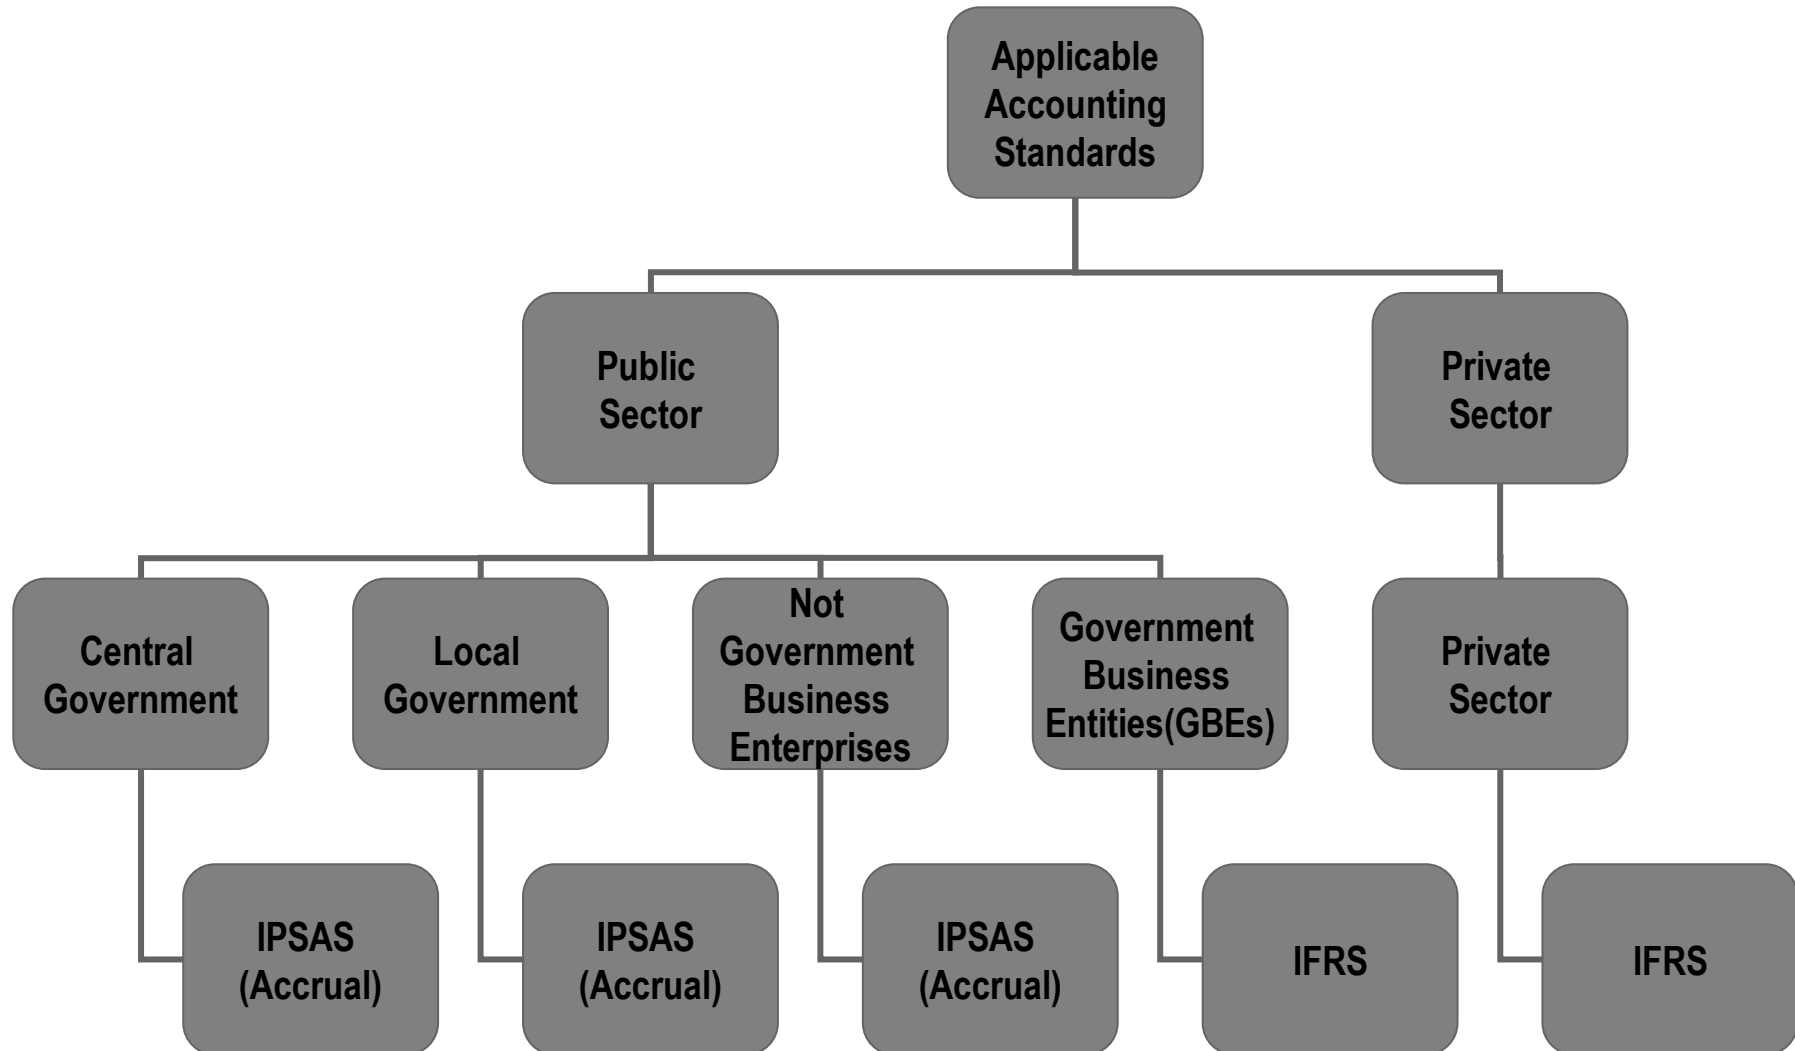 Applicable
Accounting
Standards
Public
Sector
Private
Sector
Central
Government
Local
Government
Not
Government
Business
Enterprises
Government
Business
Entities(GBEs)
Private
Sector
IPSAS
(Accrual)
IPSAS
(Accrual)
IPSAS
(Accrual)
IFRS
IFRS